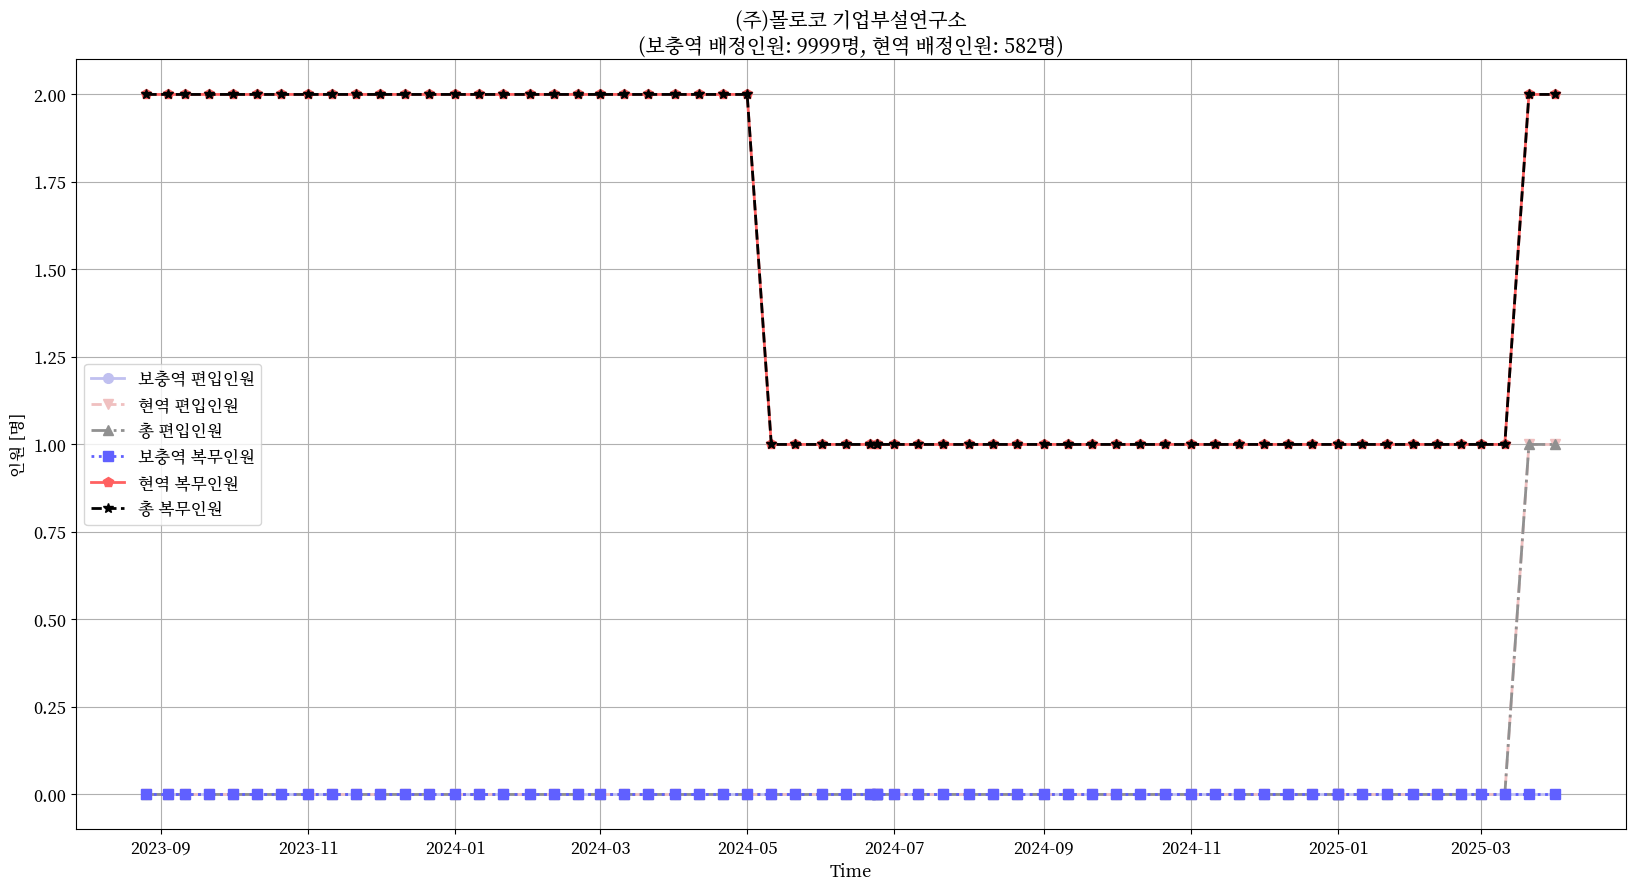 (주)몰로코 기업부설연구소
(보충역 배정인원: 9999명, 현역 배정인원: 582명)
2.00
1.75
1.50
1.25
1.00
0.75
0.50
0.25
0.00
인원 [명]
보충역 편입인원
현역 편입인원
총 편입인원
보충역 복무인원
현역 복무인원
총 복무인원
2023-09 2023-11 2024-01 2024-03 2024-05 2024-07 2024-09 2024-11 2025-01 2025-03
Time